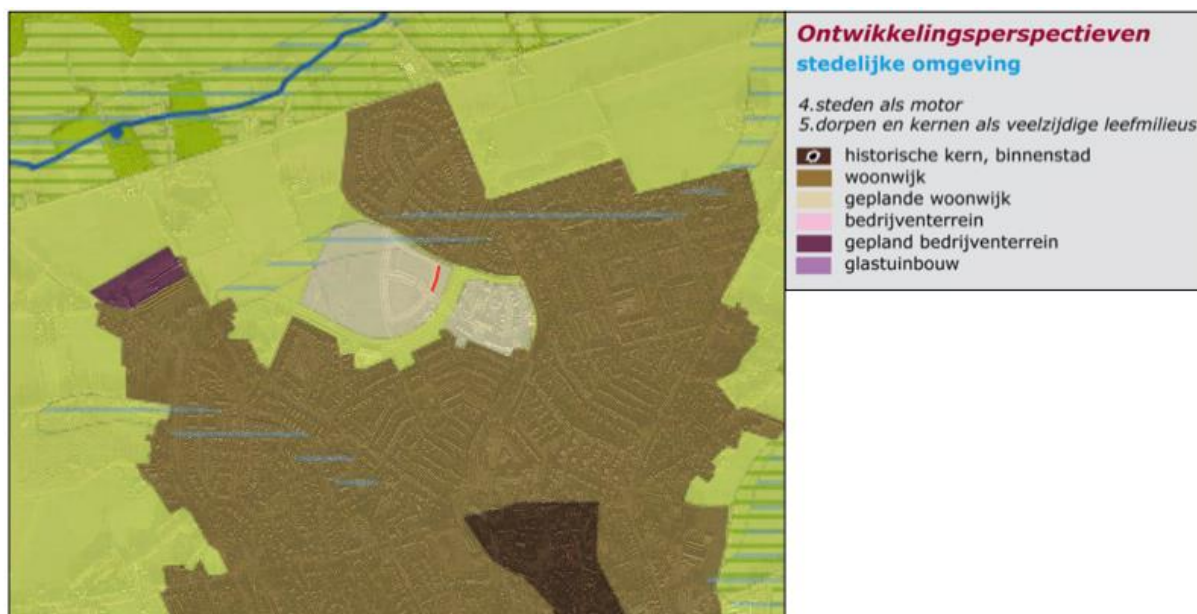 Ontwikkelingsperspectieven
stedelijke omgeving
4.steden als motor
5.dorpen en kernen als veelzijdige leefmilieus
historische kern, binnenstad
woonwijk
geplande woonwijk
bedrijventerrein
gepland bedrijventerrein
glastuinbouw